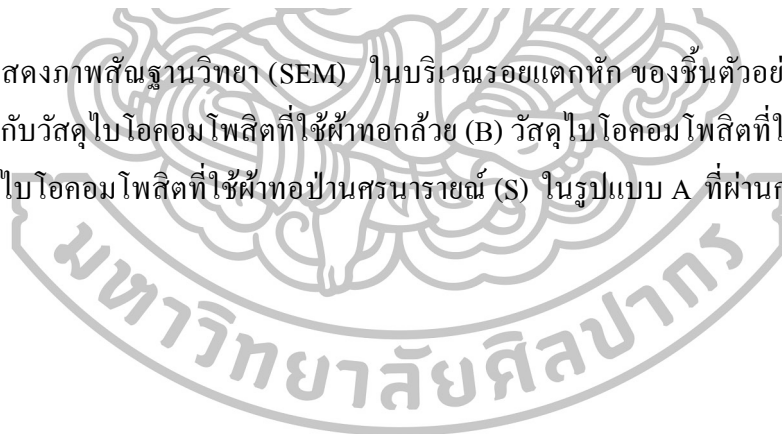 สดงภาพสัณฐานวิทยา (SEM) ในบริเวณรอยแตกหัก ของชิ้นตัวอย่
กับวัสดุไบโอคอมโพสิตที่ใช้ผ้าทอกล้วย (B) วัสดุไบโอคอมโพสิตที่ใ
ไบโอคอมโพสิตที่ใช้ผ้าทอป่านศรนารายณ์ (S) ในรูปแบบ A ที่ผ่านก
มหาวิทยาลัยศิลปากร